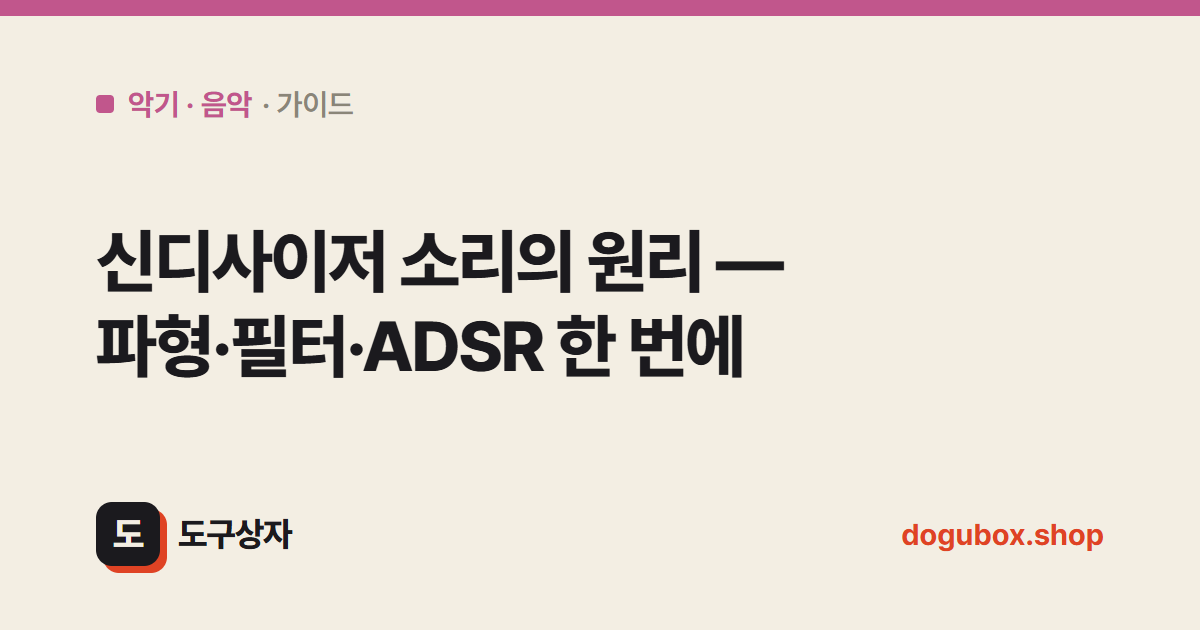 악기 · 음악 · 가이드
신디사이저 소리의 원리 —
파형·필터·ADSR 한 번에
도 도구상자
dogubox.shop